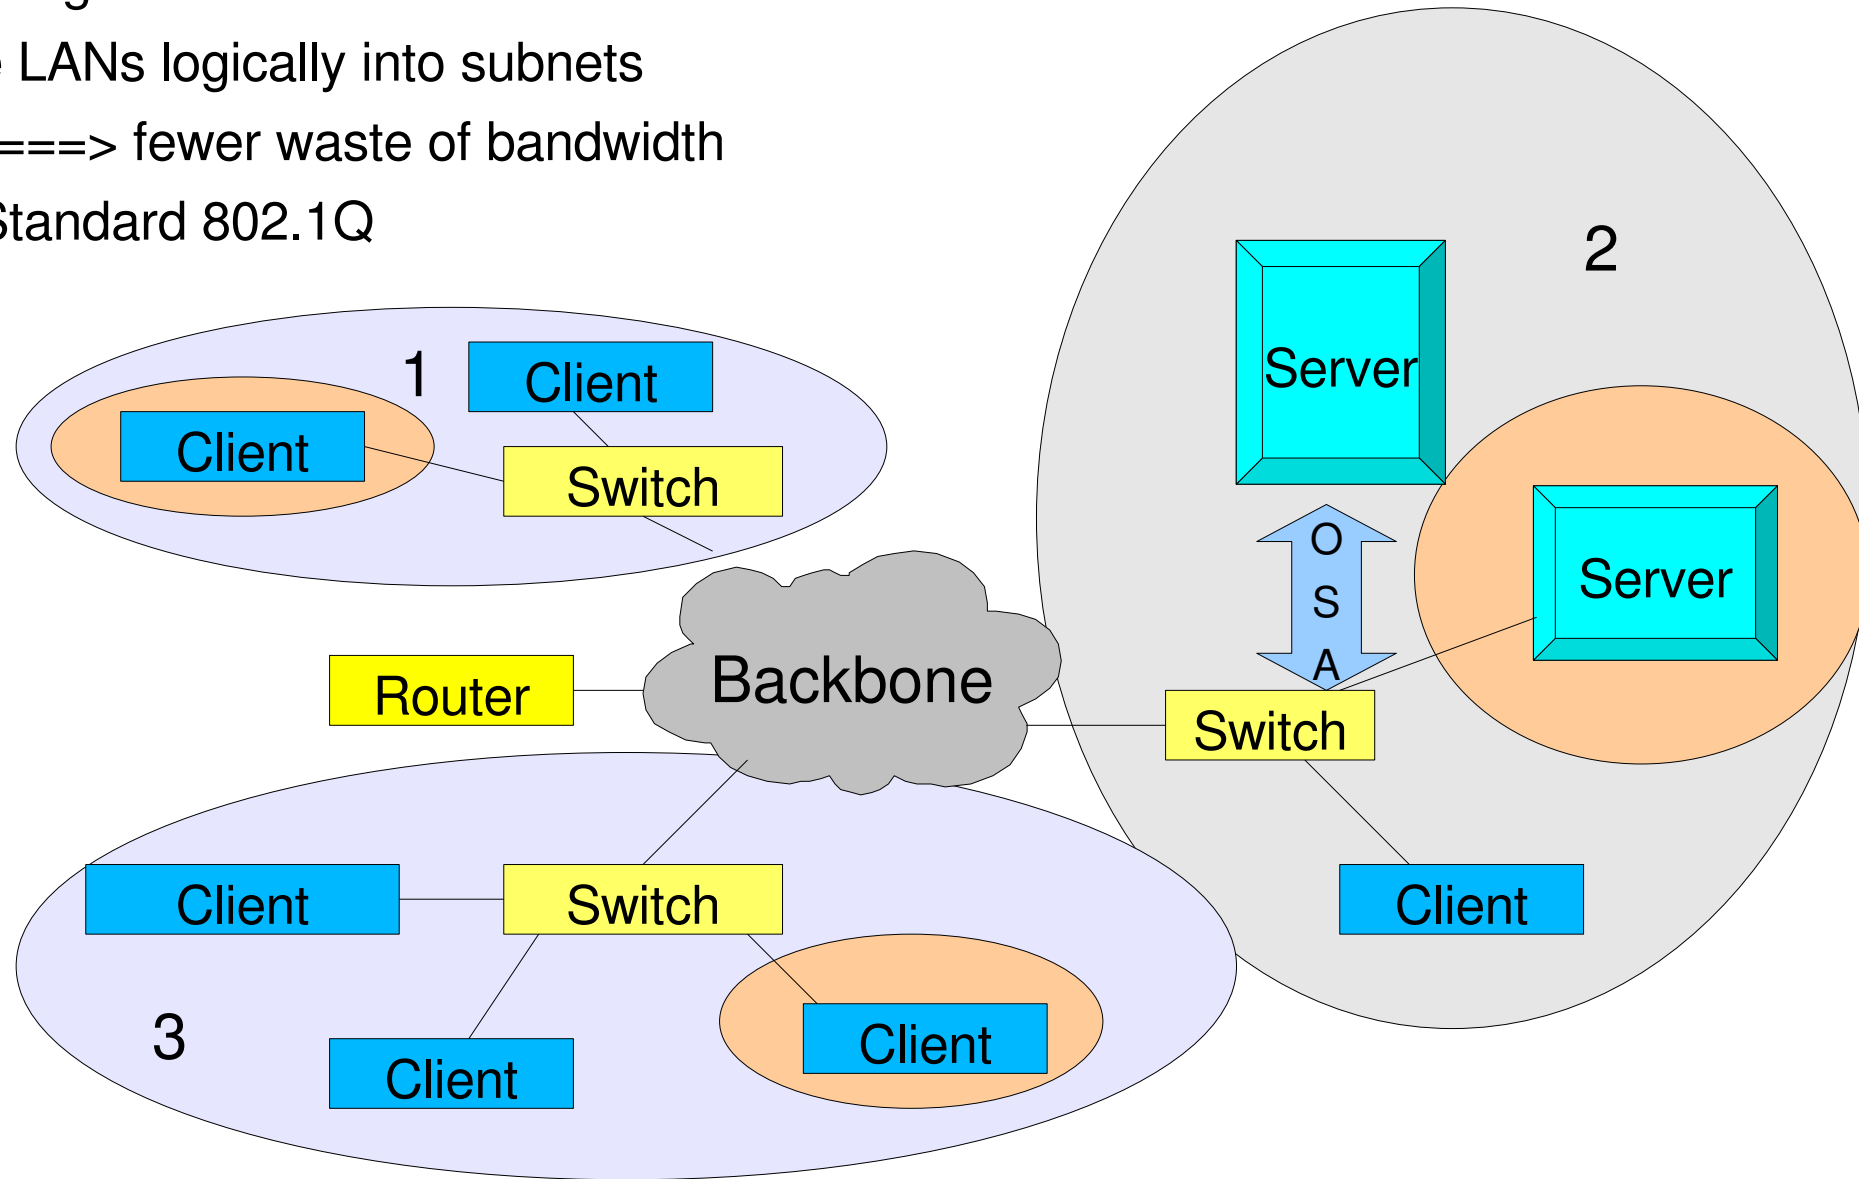 LANs logically into subnets
===> fewer waste of bandwidth
Standard 802.1Q
2
Server
1
Client
Client
Switch
O
S
A
Server
Backbone
Router
Switch
Client
Switch
Client
3
Client
Client